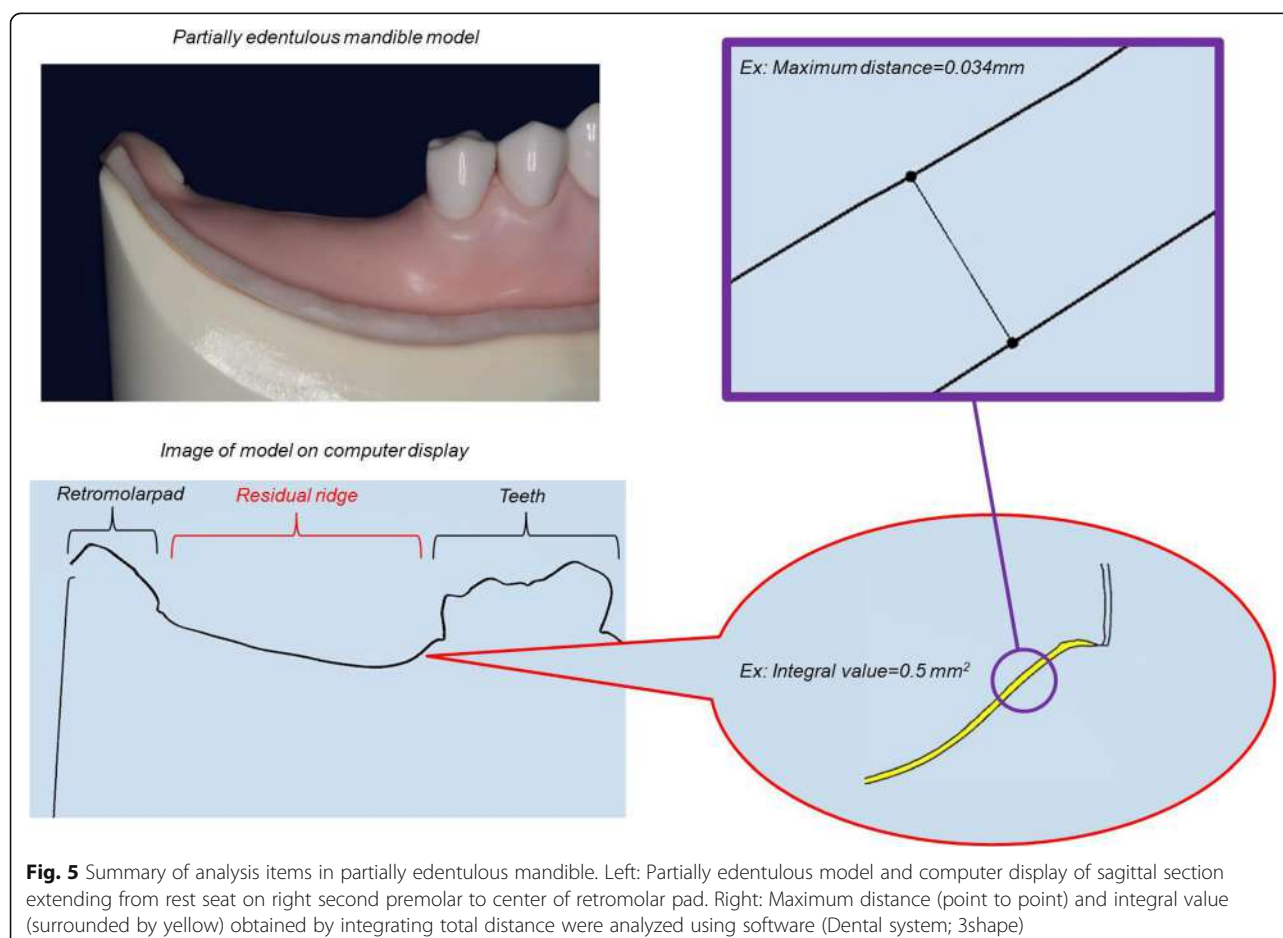 Partially edentulous mandible model
Ex: Maximum distance=0.034mm
Image of model on computer display
Retromolarpad
Residual ridge
Teeth
Ex: Integral value=0.5 mm²
Fig. 5 Summary of analysis items in partially edentulous mandible. Left: Partially edentulous model and computer display of sagittal section
extending from rest seat on right second premolar to center of retromolar pad. Right: Maximum distance (point to point) and integral value
(surrounded by yellow) obtained by integrating total distance were analyzed using software (Dental system; 3shape)